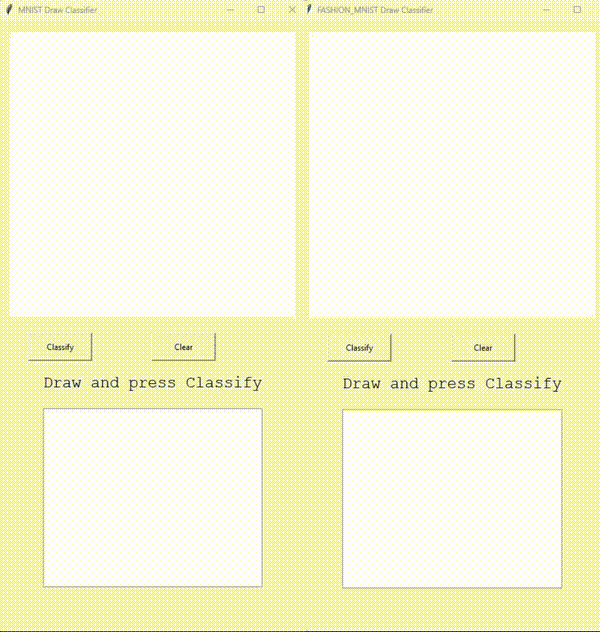 MNIST Draw Classifier
FASHION_MNIST Draw Classifier
Classify
Clear
Classify
Clear
Draw and press Classify
Draw and press Classify